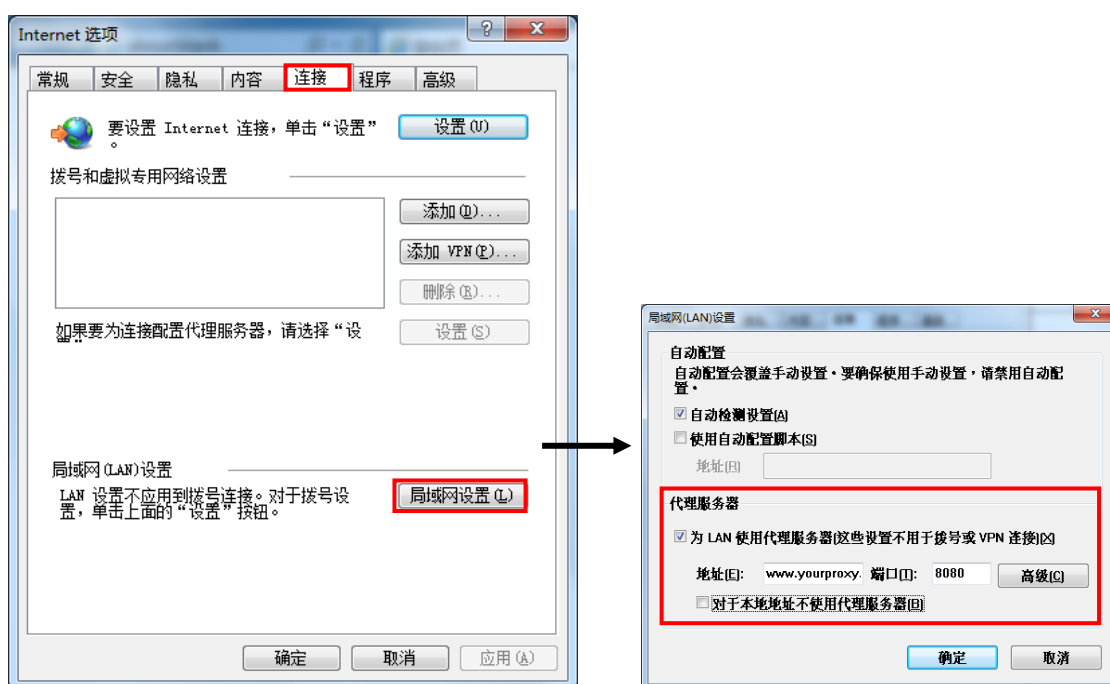 Internet 选项
常规 安全 隐私 内容 连接 程序 高级
要设置 Internet 连接，单击“设置”
。
设置(U)
拨号和虚拟专用网络设置
添加(D)...
添加 VPN(P)...
删除(R)...
如果要为连接配置代理服务器，请选择“设
设置(S)
局域网(LAN)设置
LAN 设置不应用到拨号连接。对于拨号设
置，单击上面的“设置”按钮。
局域网设置(L)
确定 取消 应用(A)
局域网(LAN)设置
自动配置
自动配置会覆盖手动设置。要确保使用手动设置，请禁用自动配
置。
自动检测设置(A)
使用自动配置脚本(S)
地址(R)
代理服务器
为 LAN 使用代理服务器(这些设置不用于拨号或 VPN 连接)(X)
地址(E): www.yourproxy. 端口(T): 8080 高级(C)
对于本地地址不使用代理服务器(B)
确定 取消